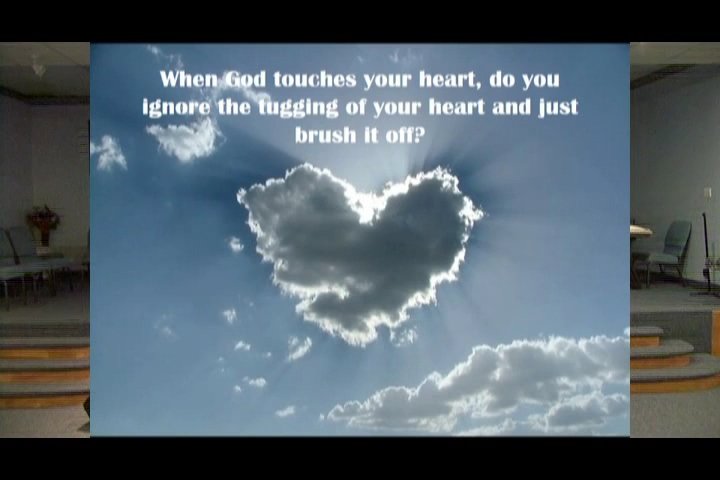 When God touches your heart, do you
ignore the tugging of your heart and just
brush it off?